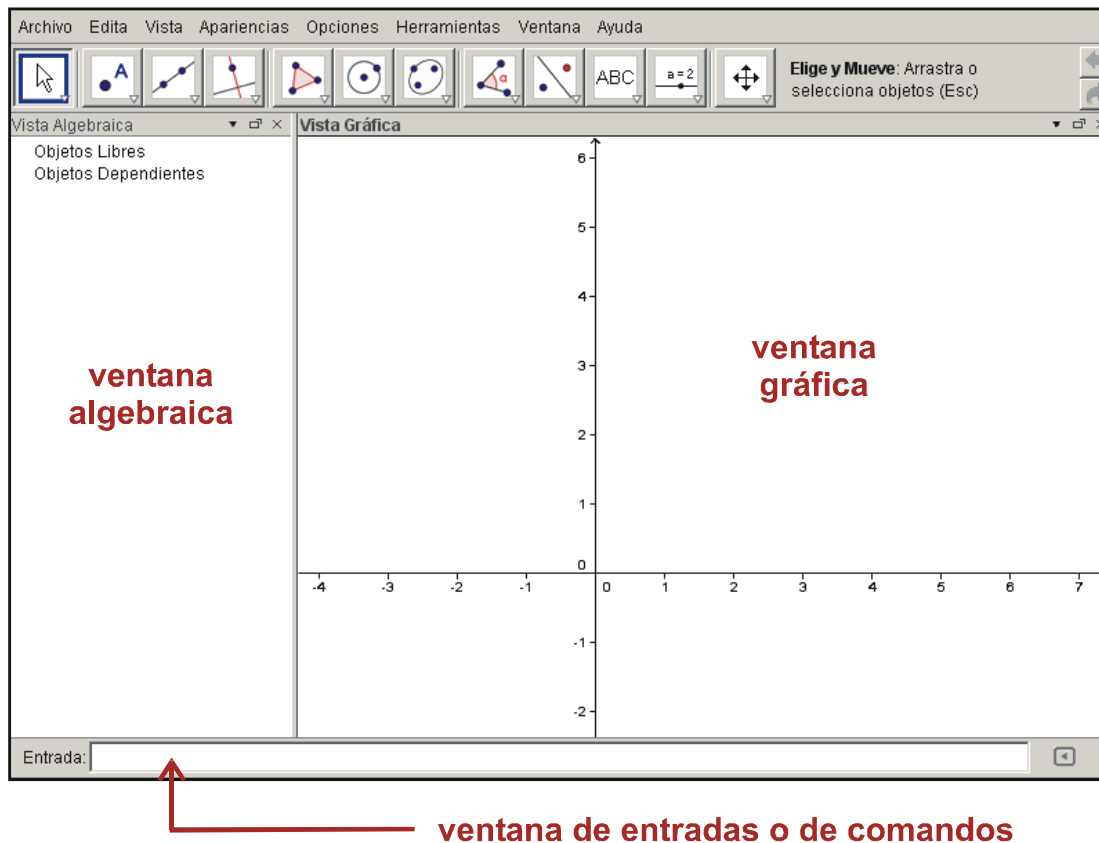 Archivo Edita Vista Apariencias Opciones Herramientas Ventana Ayuda
A
α
ABC
a=2
Elige y Mueve: Arrastra o
selecciona objetos (Esc)
Vista Algebraica
Vista Gráfica
Objetos Libres
Objetos Dependientes
6
5
4
3
2
1
0
-4 -3 -2 -1 0 1 2 3 4 5 6 7
-1
-2
ventana
algebraica
ventana
gráfica
Entrada:
ventana de entradas o de comandos